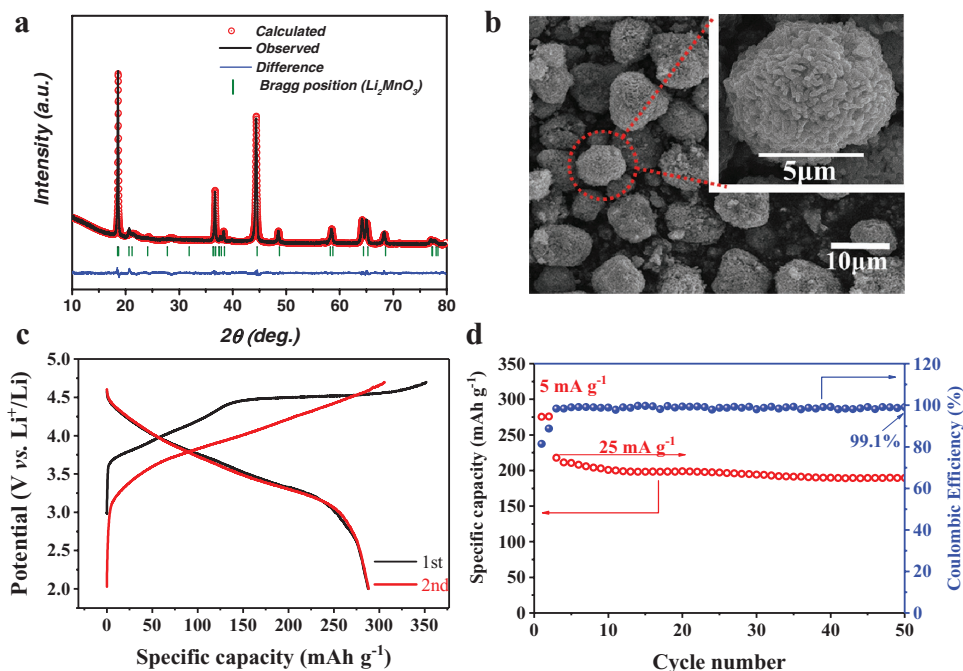 a
Intensity (a.u.)
Calculated
Observed
Difference
Bragg position (Li₂MnO₃)
10 20 30 40 50 60 70 80
2θ (deg.)
b
5μm
10μm
c
Potential (V vs. Li⁺/Li)
5.0
4.5
4.0
3.5
3.0
2.5
2.0
1st
2nd
0 50 100 150 200 250 300 350
Specific capacity (mAh g⁻¹)
d
Specific capacity (mAh g⁻¹)
350
300
250
200
150
100
50
0
5 mA g⁻¹
25 mA g⁻¹
99.1%
120
100
80
60
40
20
0
Coulombic Efficiency (%)
0 10 20 30 40 50
Cycle number